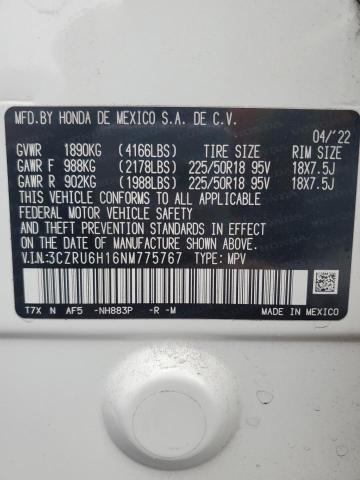 MFD.BY HONDA DE MEXICO S.A. DE C.V.
04/'22
GVWR 1890KG (4166LBS) TIRE SIZE RIM SIZE
GAWR F 988KG (2178LBS) 225/50R18 95V 18X7.5J
GAWR R 902KG (1988LBS) 225/50R18 95V 18X7.5J
THIS VEHICLE CONFORMS TO ALL APPLICABLE
FEDERAL MOTOR VEHICLE SAFETY AND
THEFT PREVENTION STANDARDS IN EFFECT ON
THE DATE OF MANUFACTURE SHOWN ABOVE.
V.I.N:3CZRU6H16NM775767 TYPE: MPV
T7X N AF5 -NH883P -R -M
MADE IN MEXICO